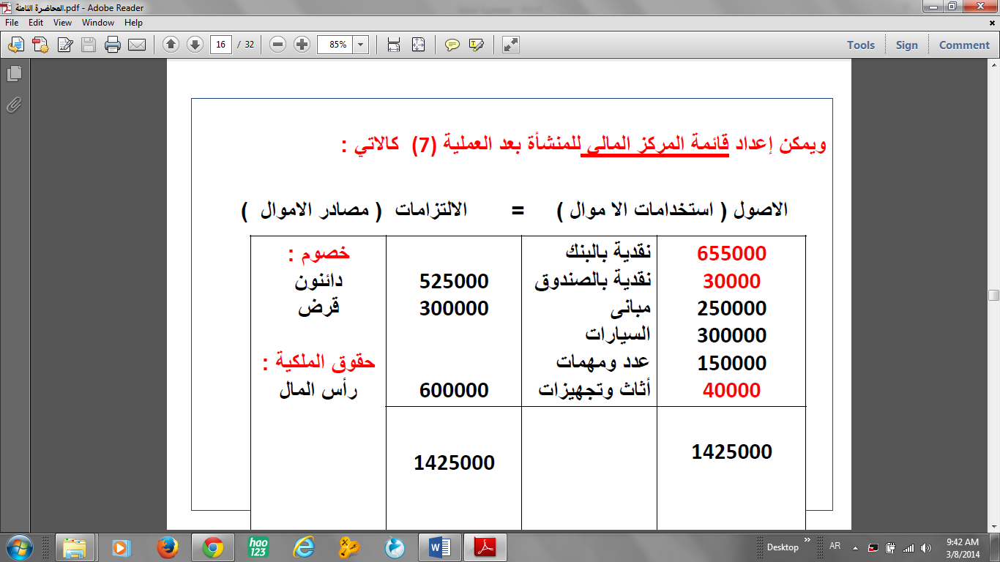 المحاضرة الثامنة.pdf - Adobe Reader
File Edit View Window Help
16 / 32 85% Tools Sign Comment
ويمكن إعداد قائمة المركز المالى للمنشأة بعد العملية (7) كالاتي :
الاصول ( استخدامات الا موال ) = الالتزامات ( مصادر الاموال )
655000 نقدية بالبنك خصوم :
30000 نقدية بالصندوق 525000 دائنون
250000 مبانى 300000 قرض
300000 السيارات
150000 عدد ومهمات حقوق الملكية :
40000 أثاث وتجهيزات 600000 رأس المال
1425000 1425000
hao 123 Desktop AR 9:42 AM
3/8/2014